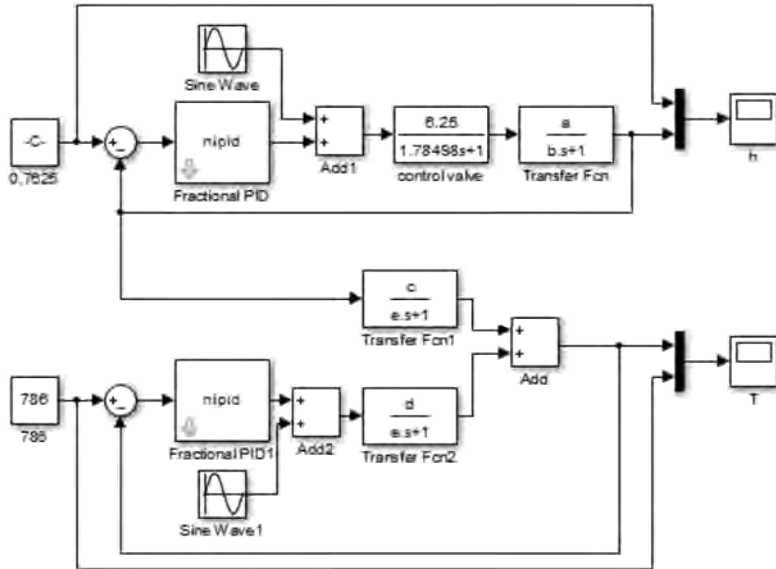 Sine Wave
-C-
0.7625
nipid
Fractional PID
+
+
Add1
6.25
1.78498s+1
control valve
a
b.s+1
Transfer Fcn
h
c
e.s+1
Transfer Fcn1
+
+
Add
786
786
nipid
Fractional PID1
+
+
Add2
d
e.s+1
Transfer Fcn2
T
Sine Wave1